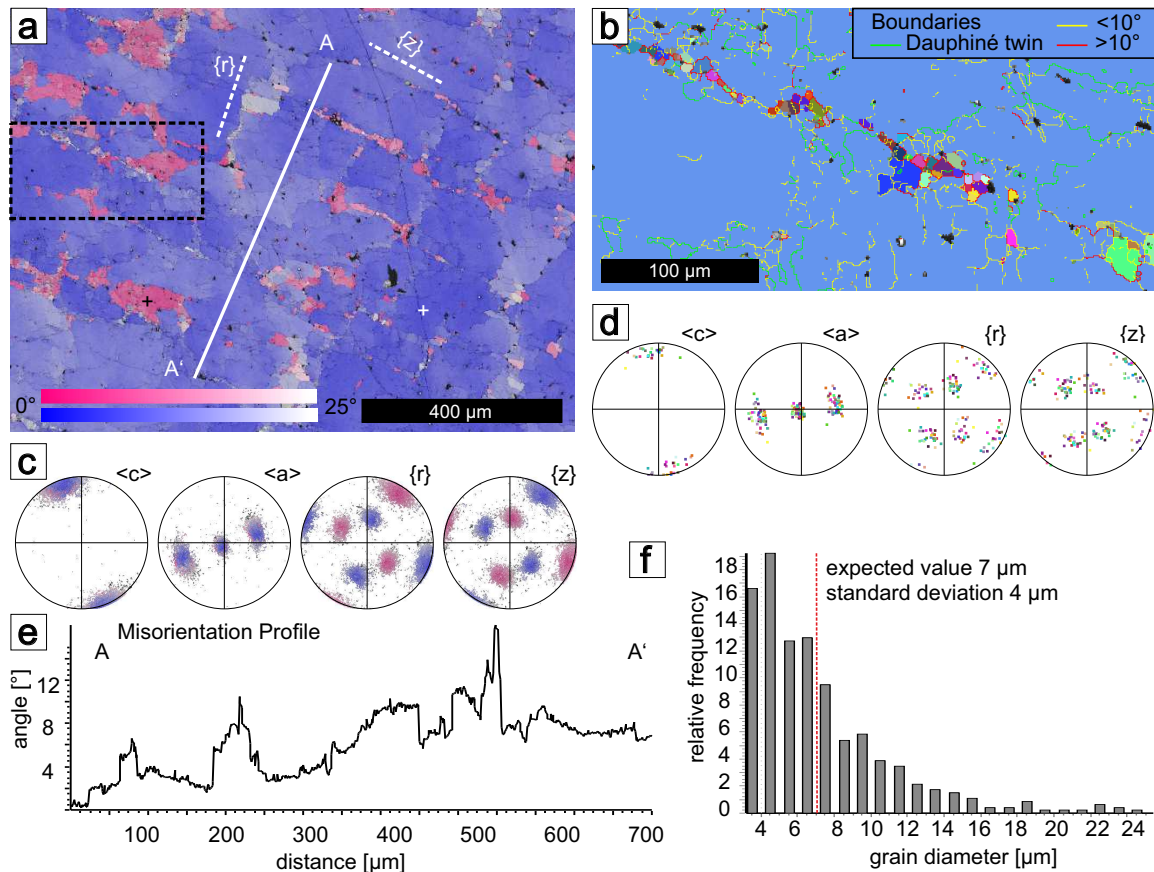 a
{r}
A
{z}
A‘
0°
25°
400 µm
b
Boundaries
<10°
Dauphiné twin
>10°
100 µm
c
<c>
<a>
{r}
{z}
d
<c>
<a>
{r}
{z}
e
Misorientation Profile
A
A‘
angle [°]
12
8
4
100
200
300
400
500
600
700
distance [µm]
f
expected value 7 µm
standard deviation 4 µm
relative frequency
18
16
14
12
10
8
6
4
2
0
4
6
8
10
12
14
16
18
20
22
24
grain diameter [µm]